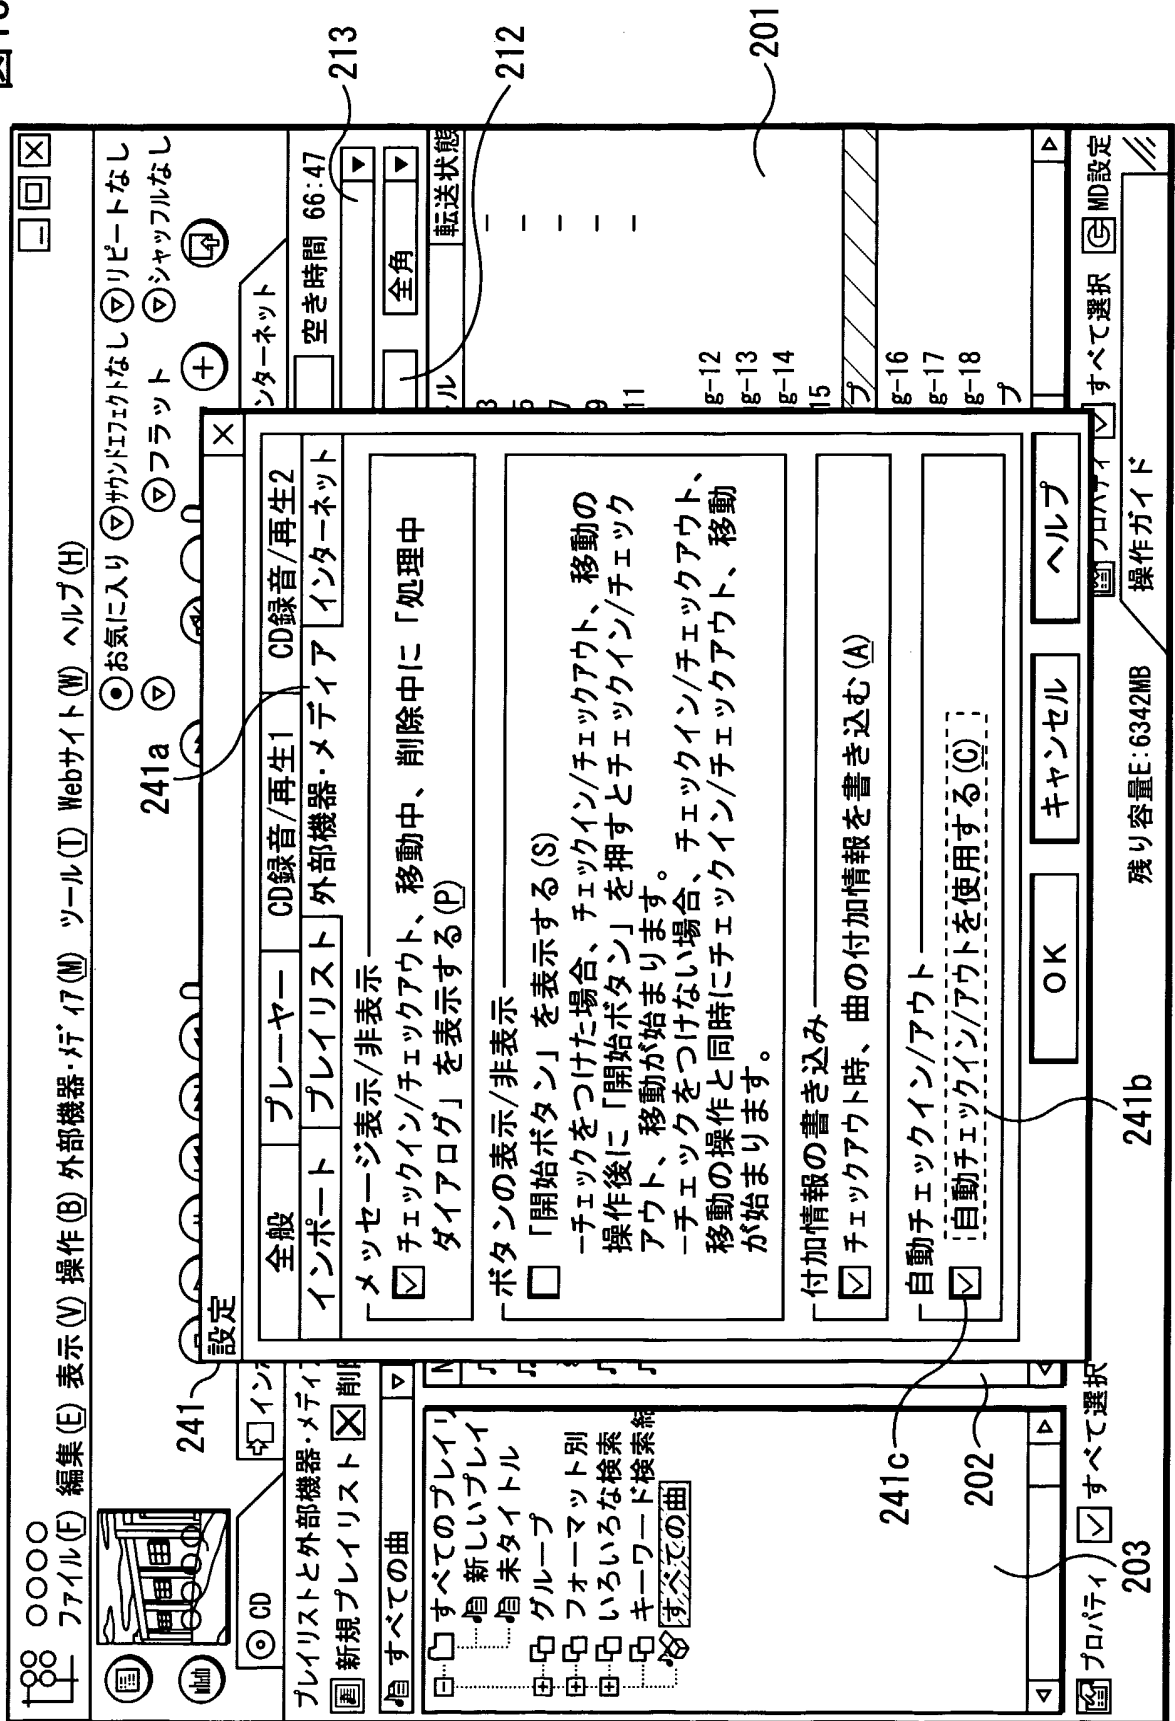 ○○○○
ファイル(F) 編集(E) 表示(V) 操作(B) 外部機器・メディア(M) ツール(T) Webサイト(W) ヘルプ(H)
お気に入り サウンドエフェクトなし リピートなし
フラット シャッフルなし
241a
CD
ンターネット
プレイリストと外部機器・メディ
空き時間 66:47
213
新規プレイリスト
全角
212
すべての曲
転送状態
すべてのプレイリ
新しいプレイ
未タイトル
グループ
フォーマット別
いろいろな検索
キーワード検索結
すべての曲
241
設定
全般 プレーヤー CD録音/再生1 CD録音/再生2
インポート プレイリスト 外部機器・メディア インターネット
メッセージ表示/非表示
チェックイン/チェックアウト、移動中、削除中に「処理中
ダイアログ」を表示する(P)
ボタンの表示/非表示
「開始ボタン」を表示する(S)
−チェックをつけた場合、チェックイン/チェックアウト、移動の
操作後に「開始ボタン」を押すとチェックイン/チェック
アウト、移動が始まります。
−チェックをつけない場合、チェックイン/チェックアウト、
移動の操作と同時にチェックイン/チェックアウト、移動
が始まります。
付加情報の書き込み
チェックアウト時、曲の付加情報を書き込む(A)
自動チェックイン/アウト
自動チェックイン/アウトを使用する(C)
OK キャンセル ヘルプ
3
5
7
9
11
g-12
g-13
g-14
15
プ
g-16
g-17
g-18
プ
201
241c
202
プロパティ すべて選択
プロパティ すべて選択 MD設定
203
241b
残り容量E:6342MB
操作ガイド